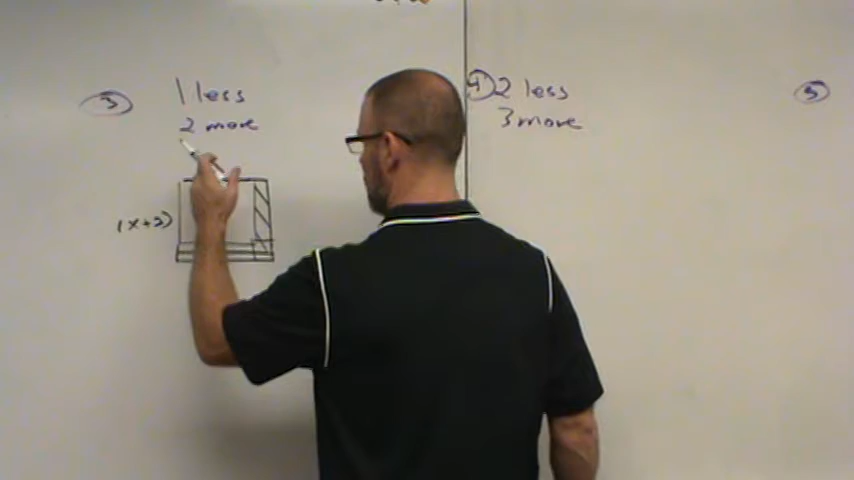 3
1 less
2 more
(x+2)
4 2 less
3 more
5